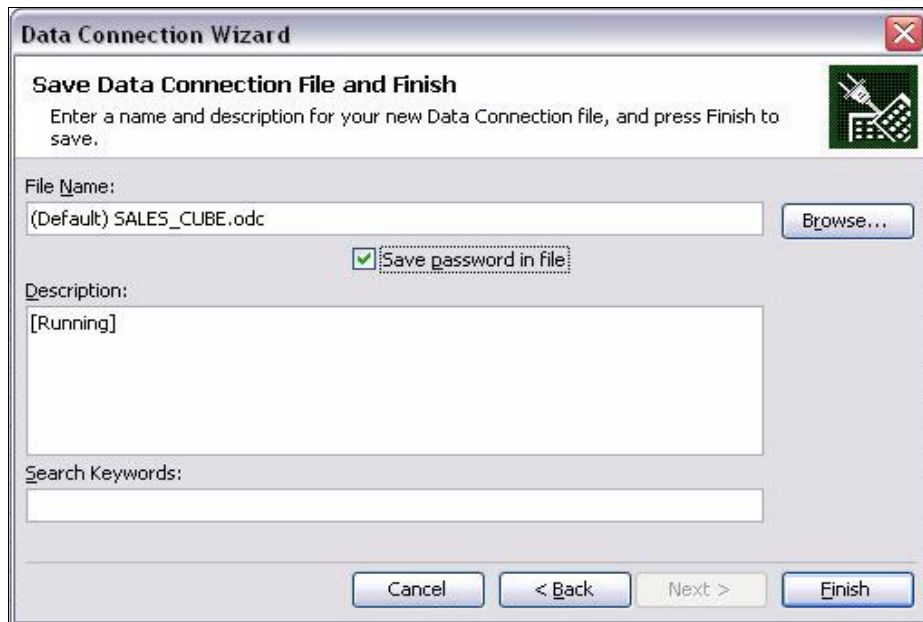 Data Connection Wizard
Save Data Connection File and Finish
Enter a name and description for your new Data Connection file, and press Finish to
save.
File Name:
(Default) SALES_CUBE.odc
Browse...
Save password in file
Description:
[Running]
Search Keywords:
Cancel
< Back
Next >
Finish